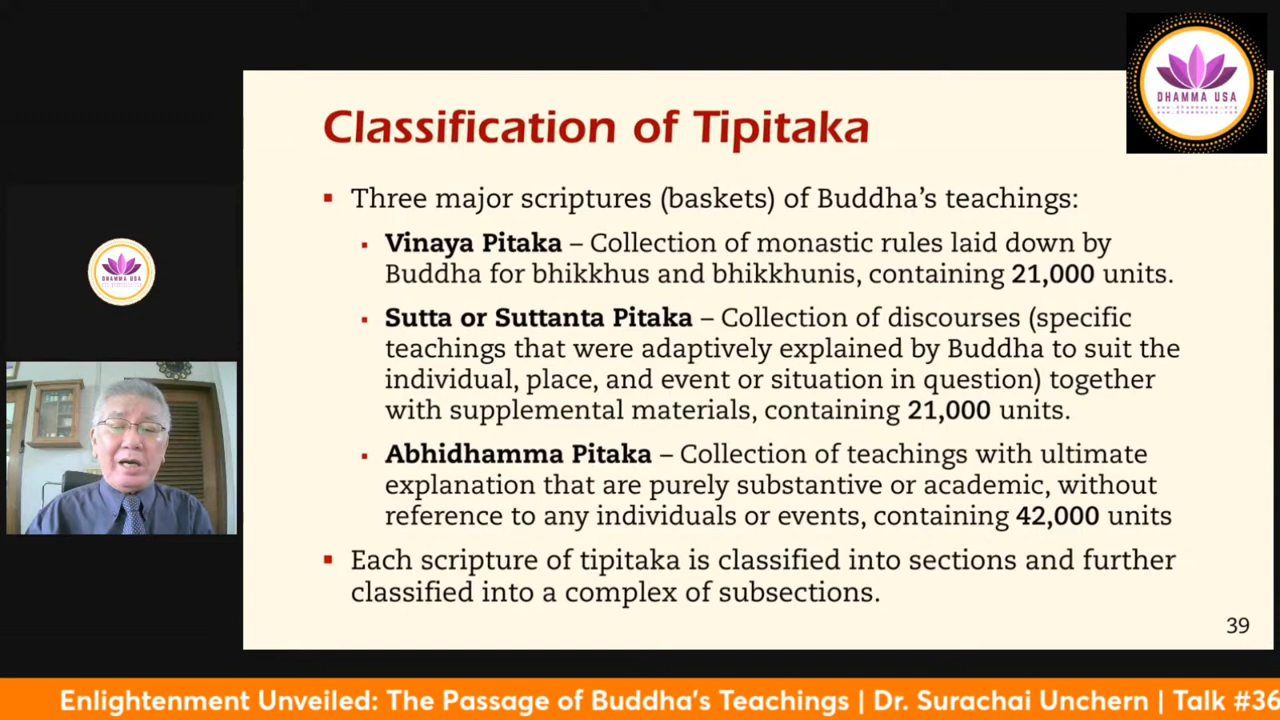 DHAMMA USA
Classification of Tipitaka
▪ Three major scriptures (baskets) of Buddha's teachings:
▪ Vinaya Pitaka – Collection of monastic rules laid down by
Buddha for bhikkhus and bhikkhunis, containing 21,000 units.
▪ Sutta or Suttanta Pitaka – Collection of discourses (specific
teachings that were adaptively explained by Buddha to suit the
individual, place, and event or situation in question) together
with supplemental materials, containing 21,000 units.
▪ Abhidhamma Pitaka – Collection of teachings with ultimate
explanation that are purely substantive or academic, without
reference to any individuals or events, containing 42,000 units
▪ Each scripture of tipitaka is classified into sections and further
classified into a complex of subsections.
39
DHAMMA USA
Enlightenment Unveiled: The Passage of Buddha's Teachings | Dr. Surachai Unchern | Talk #36